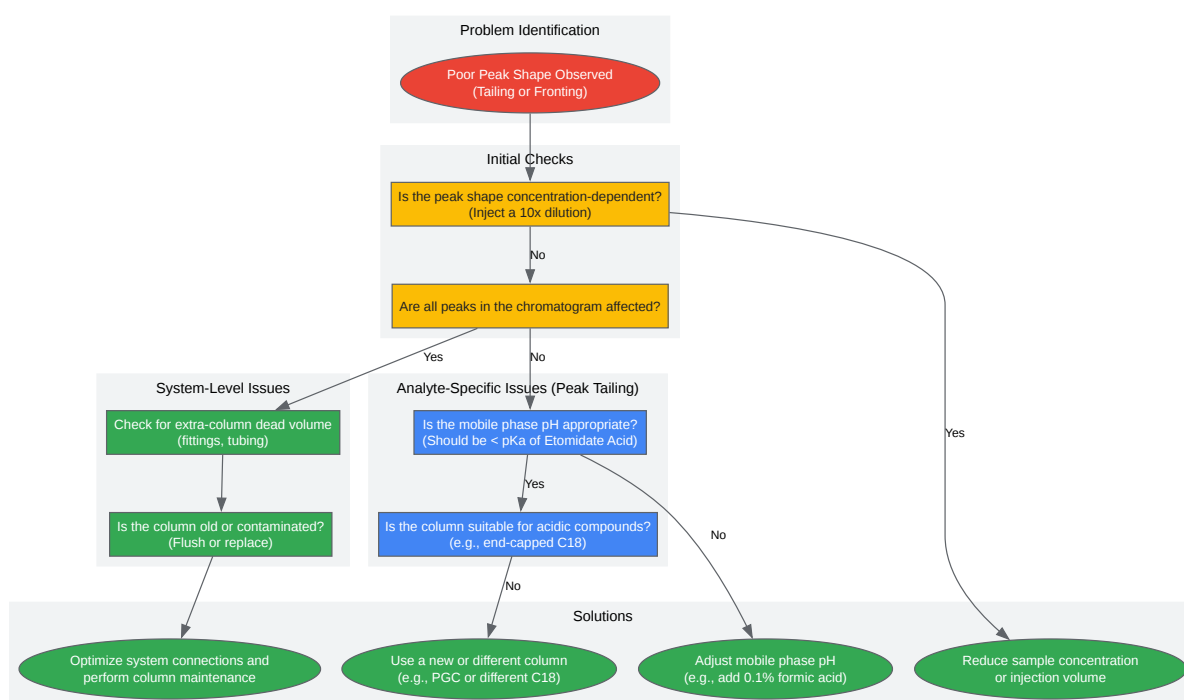 Problem Identification
Poor Peak Shape Observed
(Tailing or Fronting)
Initial Checks
Is the peak shape concentration-dependent?
(Inject a 10x dilution)
No
Are all peaks in the chromatogram affected?
Yes
No
System-Level Issues
Analyte-Specific Issues (Peak Tailing)
Check for extra-column dead volume
(fittings, tubing)
Is the mobile phase pH appropriate?
(Should be < pKa of Etomidate Acid)
Yes
Yes
No
Is the column old or contaminated?
(Flush or replace)
Is the column suitable for acidic compounds?
(e.g., end-capped C18)
No
Solutions
Optimize system connections and
perform column maintenance
Use a new or different column
(e.g., PGC or different C18)
Adjust mobile phase pH
(e.g., add 0.1% formic acid)
Reduce sample concentration
or injection volume